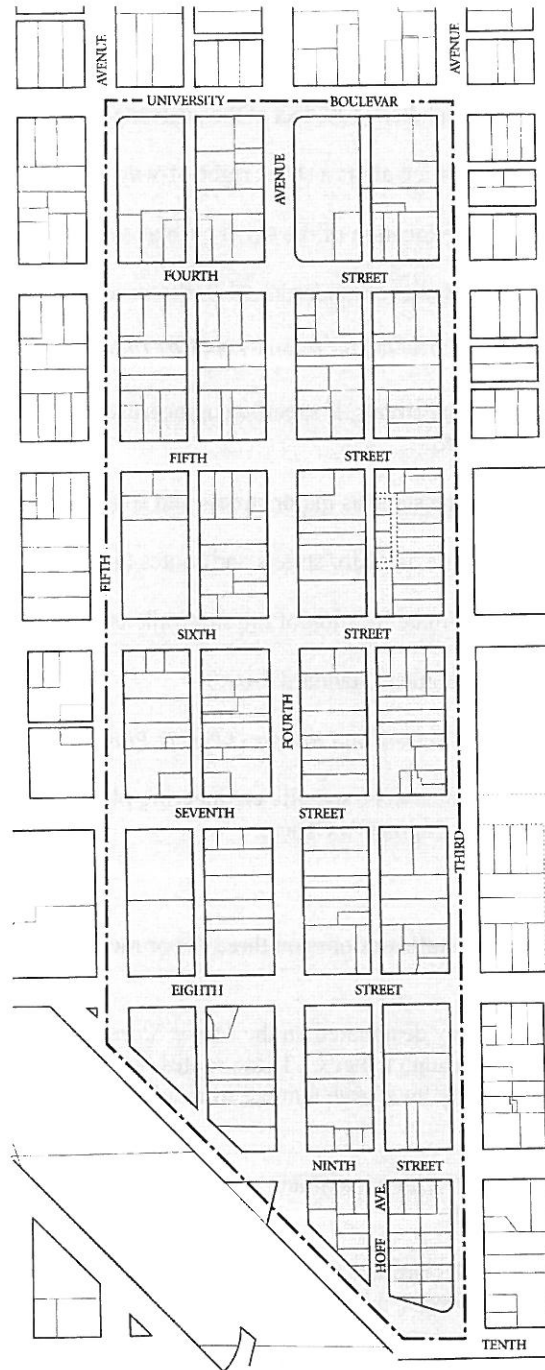 AVENUE
AVENUE
UNIVERSITY BOULEVAR
AVENUE
FOURTH STREET
FIFTH STREET
FIFTH
SIXTH STREET
FOURTH
SEVENTH STREET
THIRD
EIGHTH STREET
NINTH STREET
HOFF AVE.
TENTH